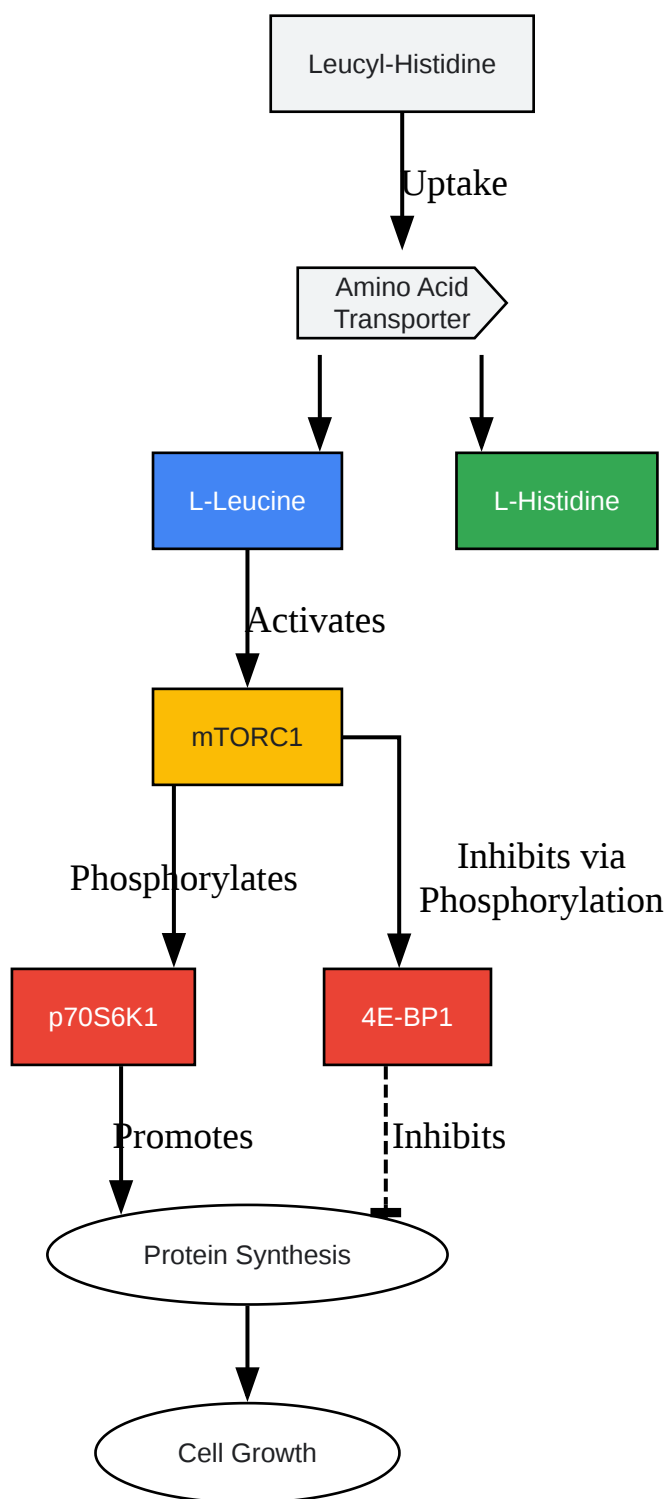 Leucyl-Histidine
Uptake
Amino Acid
Transporter
L-Leucine
L-Histidine
Activates
mTORC1
Phosphorylates
Inhibits via
Phosphorylation
p70S6K1
4E-BP1
Promotes
Inhibits
Protein Synthesis
Cell Growth